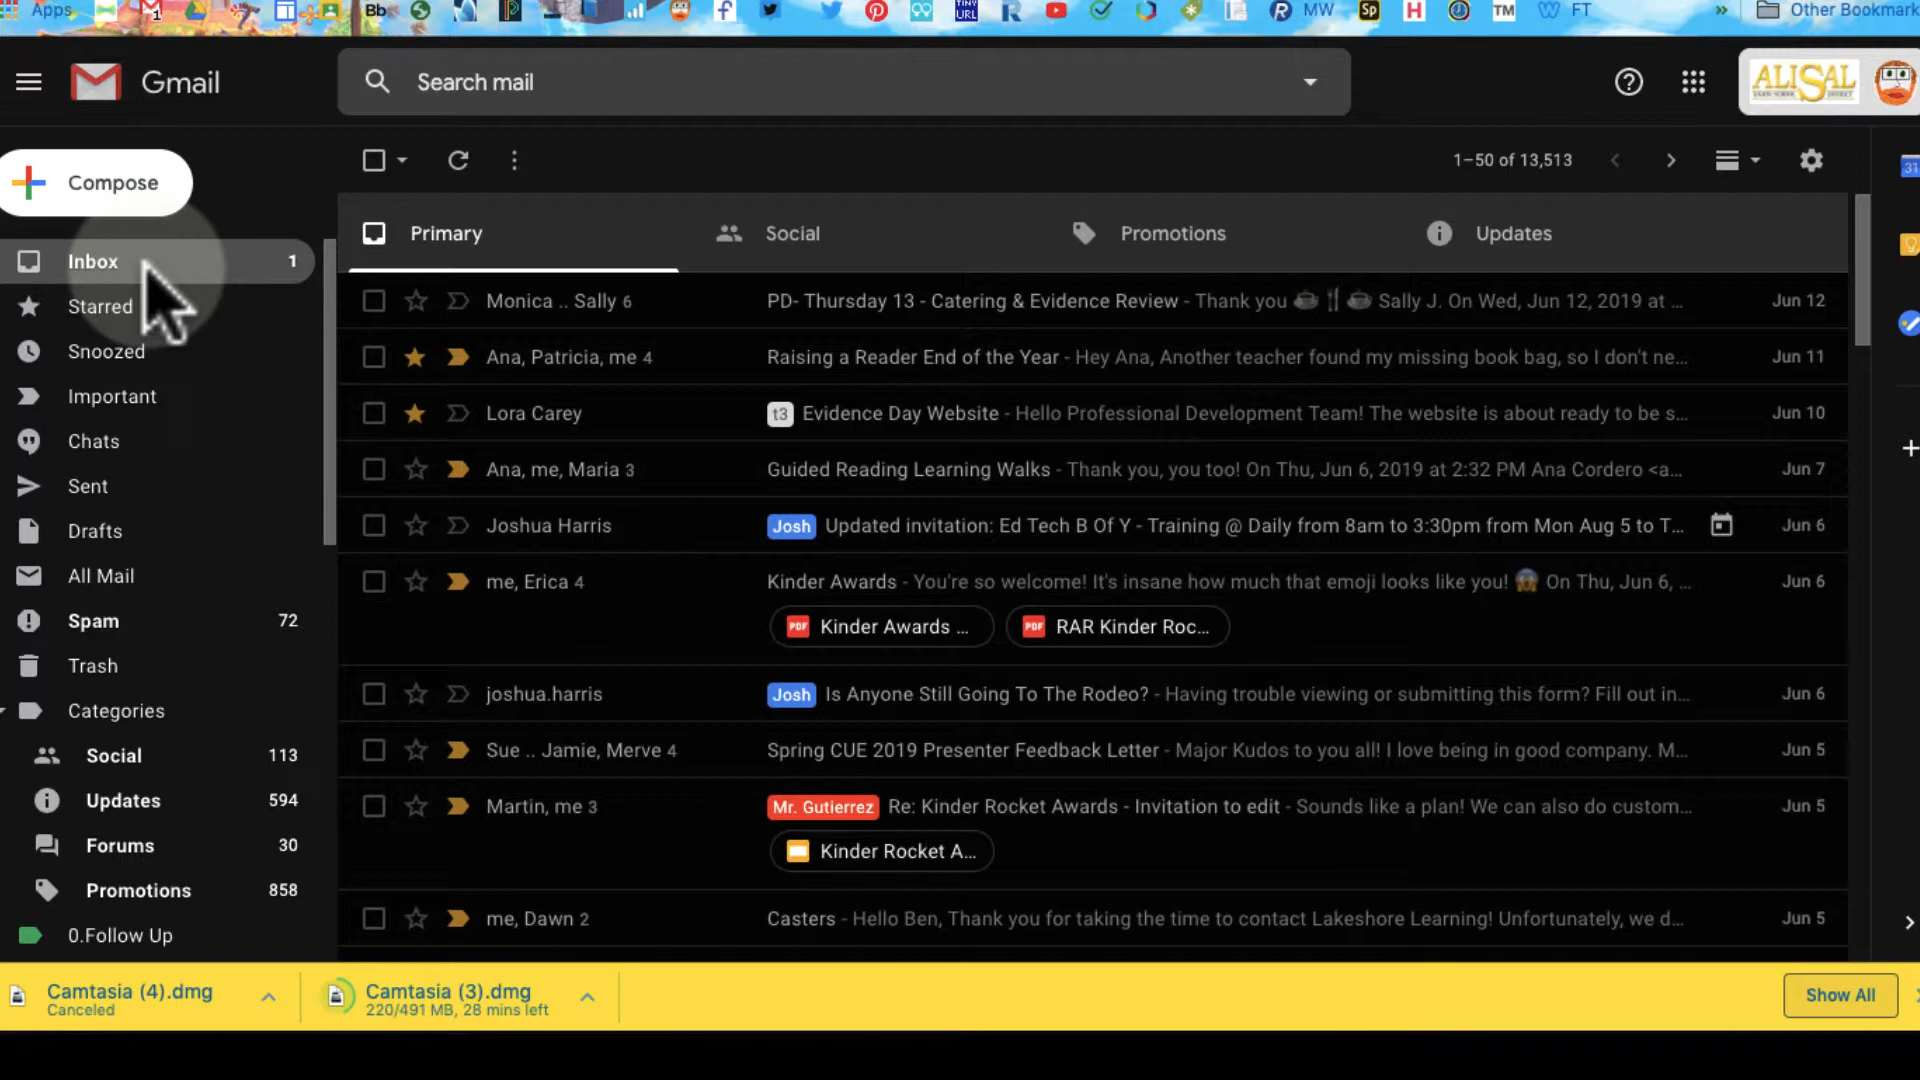 Apps
1
Bb
TINY URL
MW
Sp
H
TM
FT
»
Other Bookmark
Gmail
Search mail
ALISAL
UNION SCHOOL DISTRICT
Compose
1–50 of 13,513
31
Inbox 1
Starred
Snoozed
Important
Chats
Sent
Drafts
All Mail
Spam 72
Trash
Categories
Social 113
Updates 594
Forums 30
Promotions 858
0.Follow Up
Primary Social Promotions Updates
Monica .. Sally 6 PD- Thursday 13 - Catering & Evidence Review - Thank you ☕🍴☕ Sally J. On Wed, Jun 12, 2019 at ... Jun 12
Ana, Patricia, me 4 Raising a Reader End of the Year - Hey Ana, Another teacher found my missing book bag, so I don't ne... Jun 11
Lora Carey t3 Evidence Day Website - Hello Professional Development Team! The website is about ready to be s... Jun 10
Ana, me, Maria 3 Guided Reading Learning Walks - Thank you, you too! On Thu, Jun 6, 2019 at 2:32 PM Ana Cordero <a... Jun 7
Joshua Harris Josh Updated invitation: Ed Tech B Of Y - Training @ Daily from 8am to 3:30pm from Mon Aug 5 to T... Jun 6
me, Erica 4 Kinder Awards - You're so welcome! It's insane how much that emoji looks like you! 😱 On Thu, Jun 6, ... Jun 6
PDF Kinder Awards ... PDF RAR Kinder Roc...
joshua.harris Josh Is Anyone Still Going To The Rodeo? - Having trouble viewing or submitting this form? Fill out in... Jun 6
Sue .. Jamie, Merve 4 Spring CUE 2019 Presenter Feedback Letter - Major Kudos to you all! I love being in good company. M... Jun 5
Martin, me 3 Mr. Gutierrez Re: Kinder Rocket Awards - Invitation to edit - Sounds like a plan! We can also do custom... Jun 5
Kinder Rocket A...
me, Dawn 2 Casters - Hello Ben, Thank you for taking the time to contact Lakeshore Learning! Unfortunately, we d... Jun 5
Camtasia (4).dmg
Canceled
Camtasia (3).dmg
220/491 MB, 28 mins left
Show All